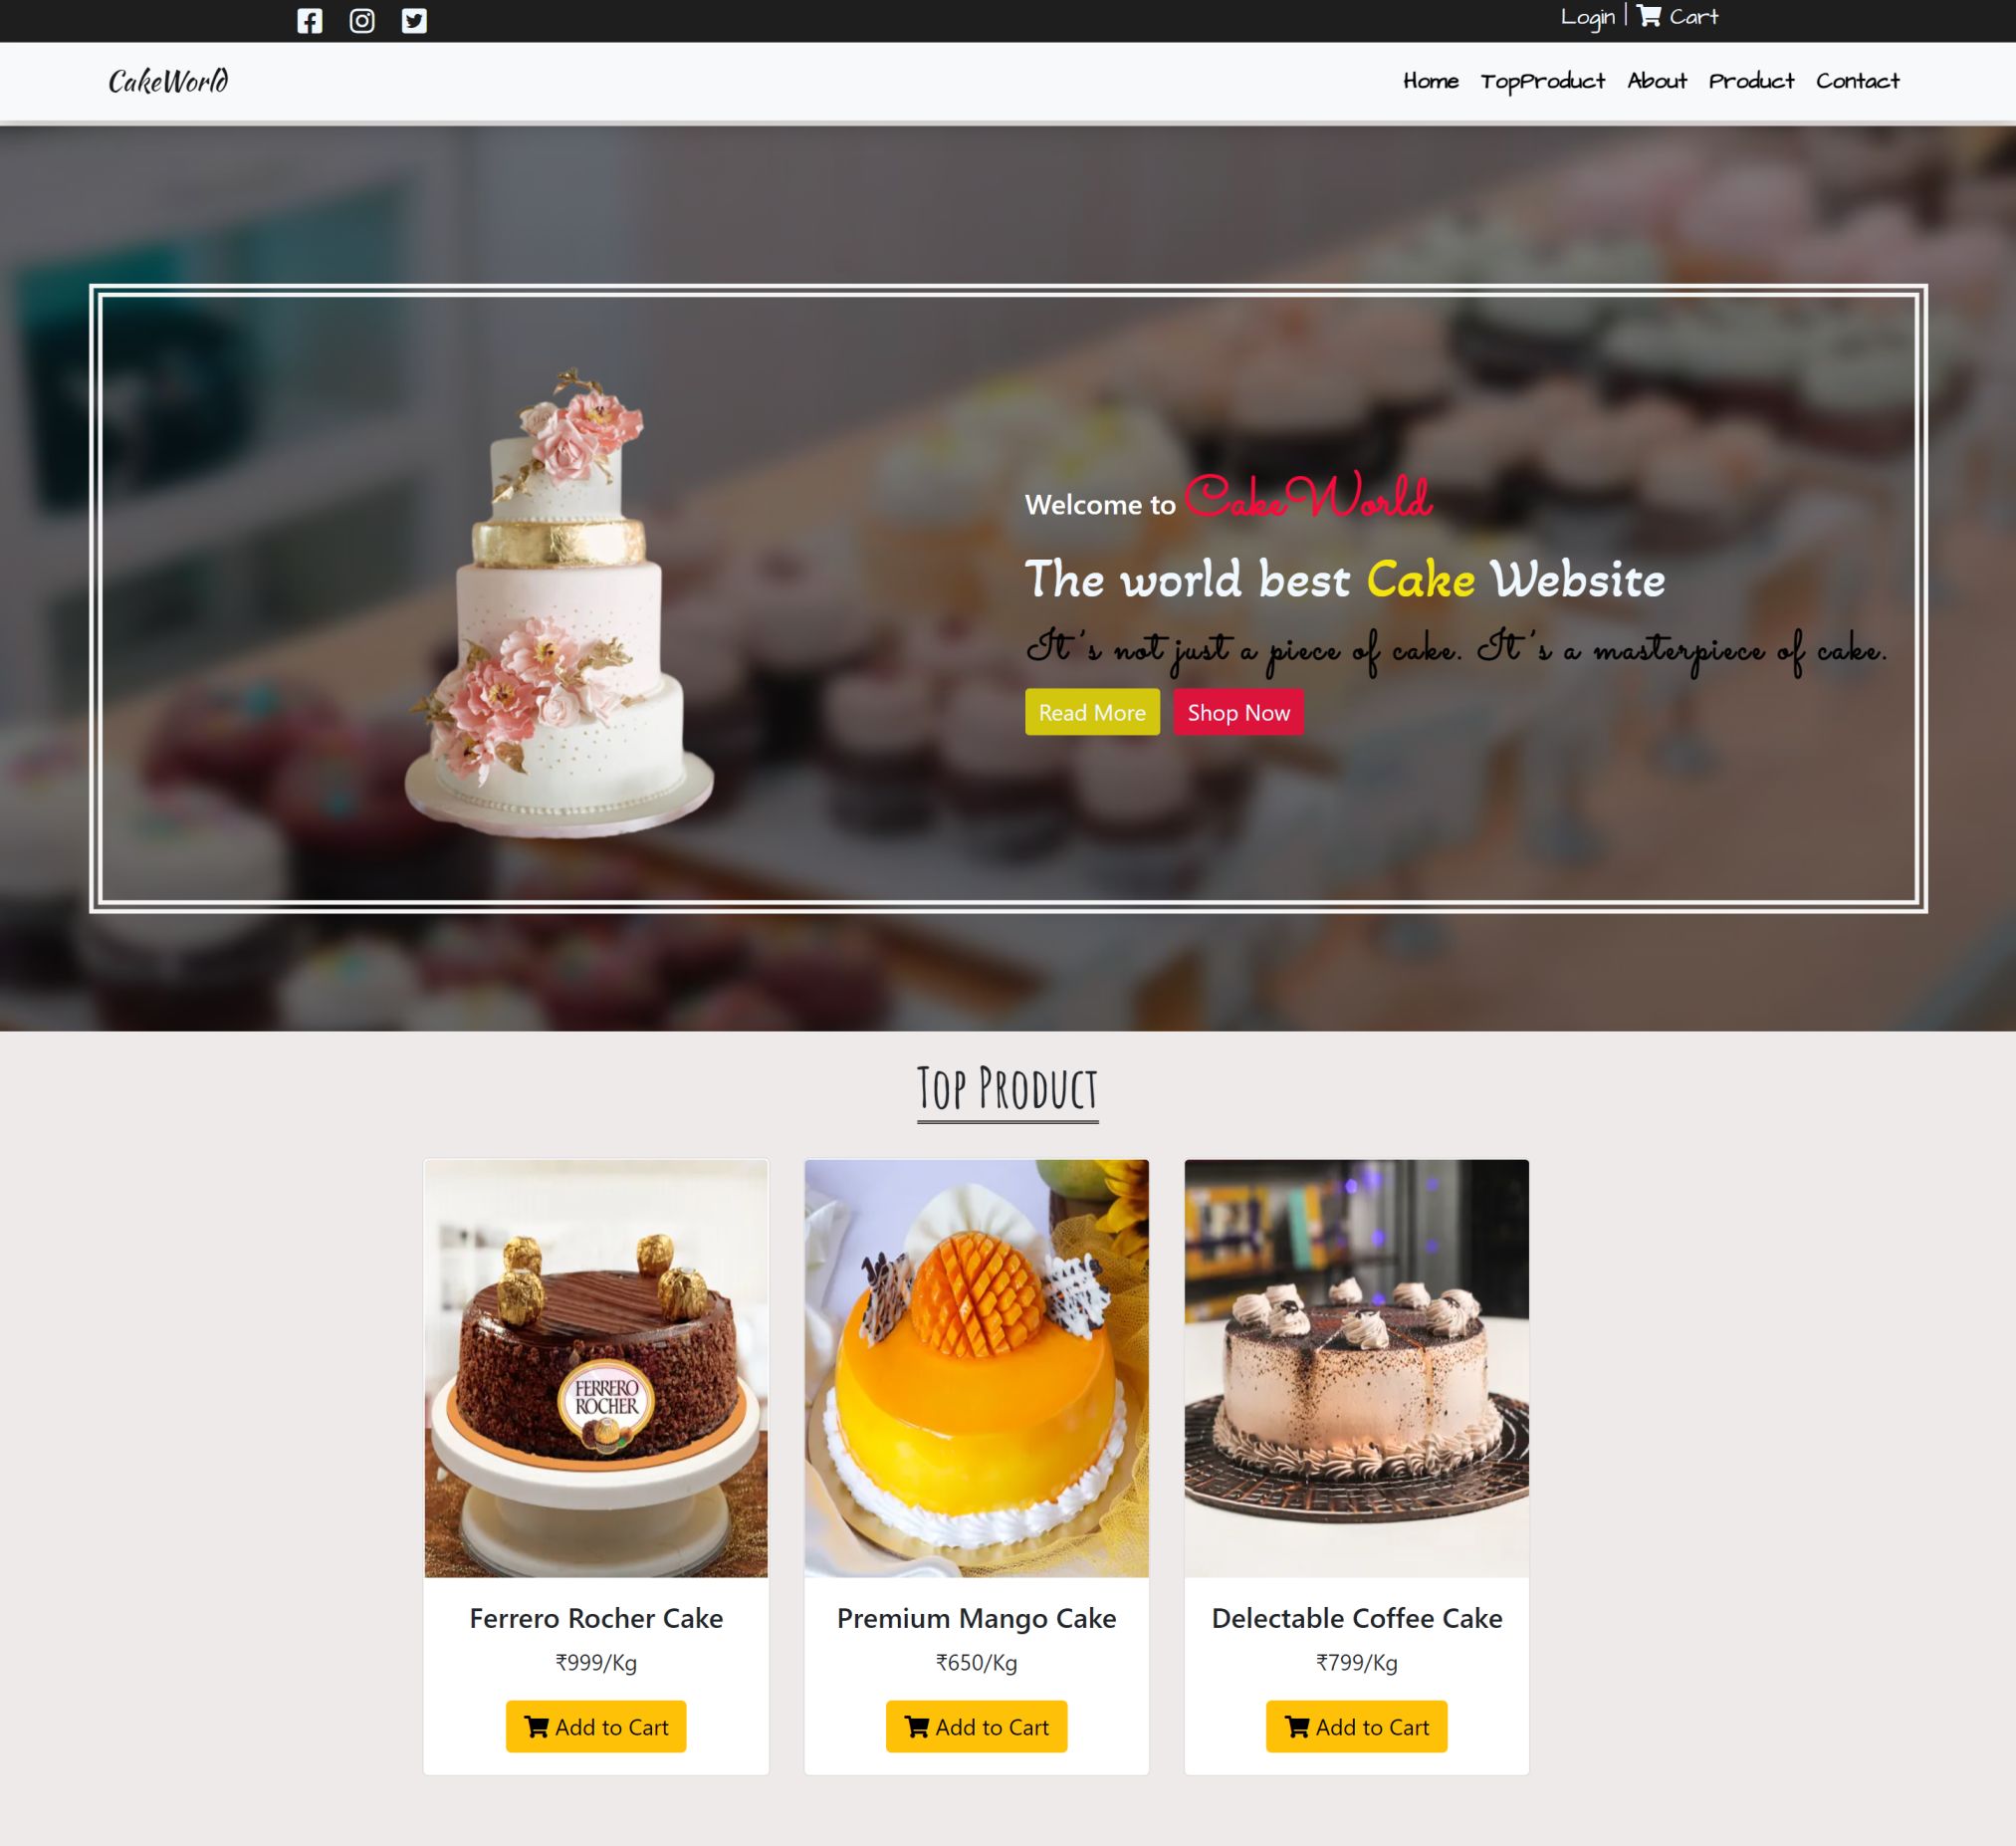 Login | Cart
CakeWorld
Home TopProduct About Product Contact
Welcome to CakeWorld
The world best Cake Website
It's not just a piece of cake. It's a masterpiece of cake.
Read More Shop Now
Top Product
FERRERO
ROCHER
Ferrero Rocher Cake
₹999/Kg
Add to Cart
Premium Mango Cake
₹650/Kg
Add to Cart
Delectable Coffee Cake
₹799/Kg
Add to Cart